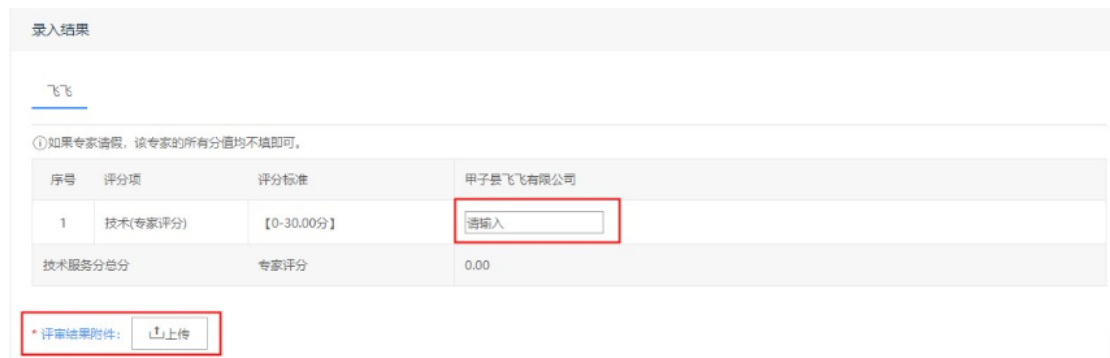 录入结果
飞飞
ⓘ如果专家请假，该专家的所有分值均不填即可。
序号 评分项 评分标准 甲子县飞飞有限公司
1 技术(专家评分) 【0-30.00分】 请输入
技术服务分总分 专家评分 0.00
* 评审结果附件： 上传